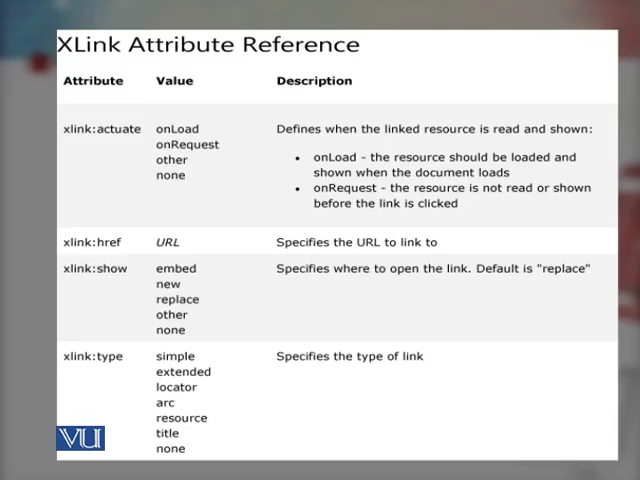 XLink Attribute Reference
Attribute Value Description
xlink:actuate onLoad Defines when the linked resource is read and shown:
onRequest
other
none
• onLoad - the resource should be loaded and
shown when the document loads
• onRequest - the resource is not read or shown
before the link is clicked
xlink:href URL Specifies the URL to link to
xlink:show embed Specifies where to open the link. Default is "replace"
new
replace
other
none
xlink:type simple Specifies the type of link
extended
locator
arc
resource
title
none
VU